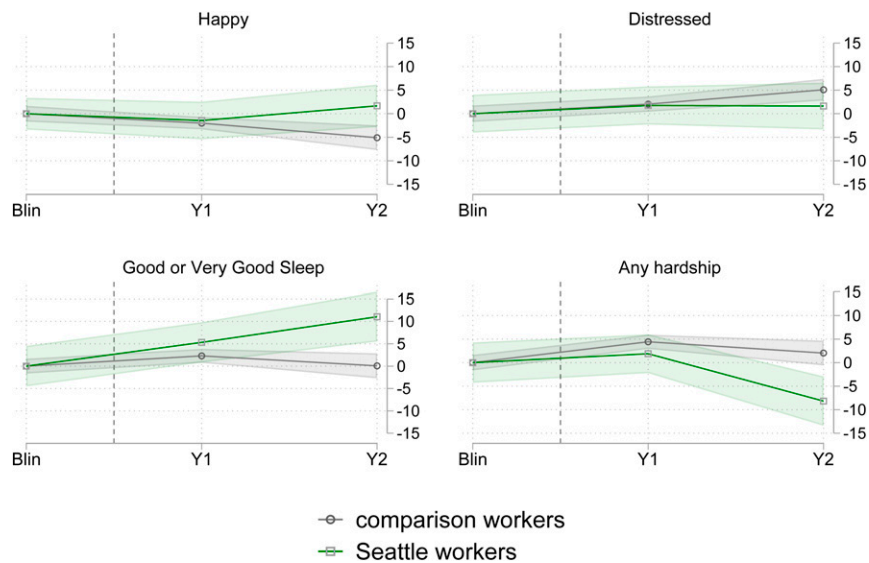 Happy
15
10
5
0
-5
-10
-15
Blin Y1 Y2
Distressed
15
10
5
0
-5
-10
-15
Blin Y1 Y2
Good or Very Good Sleep
15
10
5
0
-5
-10
-15
Blin Y1 Y2
Any hardship
15
10
5
0
-5
-10
-15
Blin Y1 Y2
comparison workers
Seattle workers